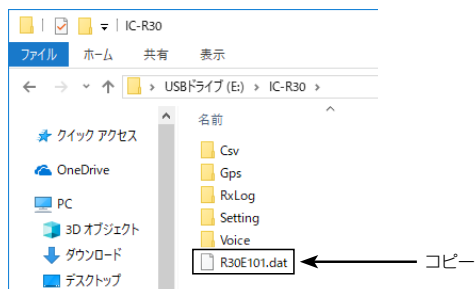 IC-R30
ファイル ホーム 共有 表示
USBドライブ (E:) › IC-R30 ›
クイック アクセス
OneDrive
PC
3D オブジェクト
ダウンロード
デスクトップ
名前
Csv
Gps
RxLog
Setting
Voice
R30E101.dat
コピー